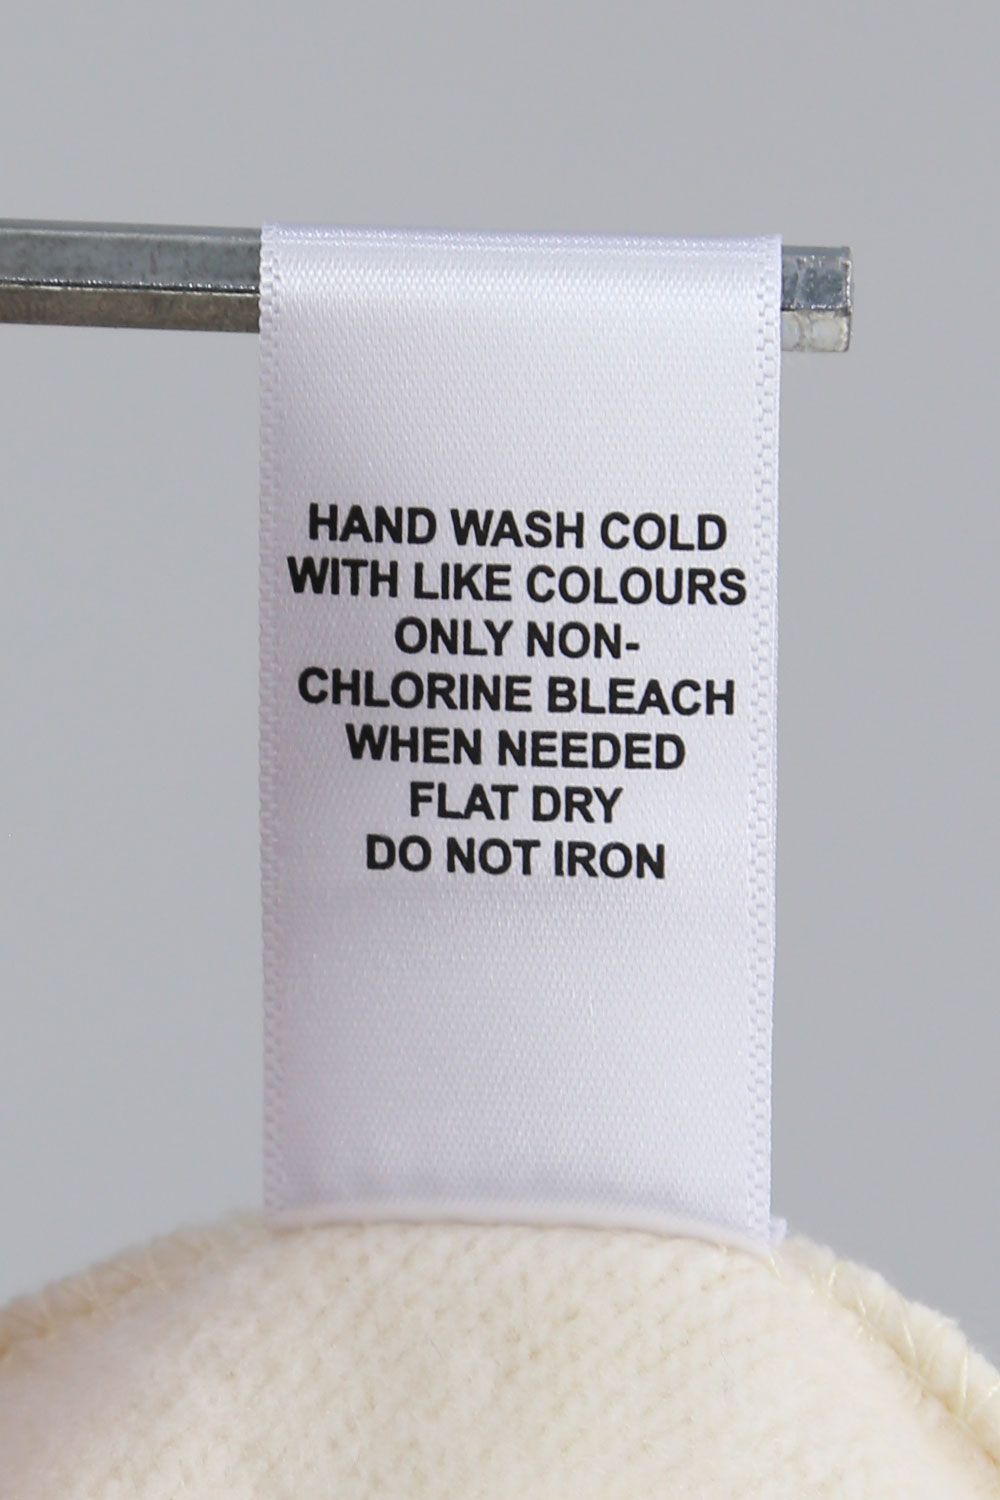 HAND WASH COLD
WITH LIKE COLOURS
ONLY NON-
CHLORINE BLEACH
WHEN NEEDED
FLAT DRY
DO NOT IRON